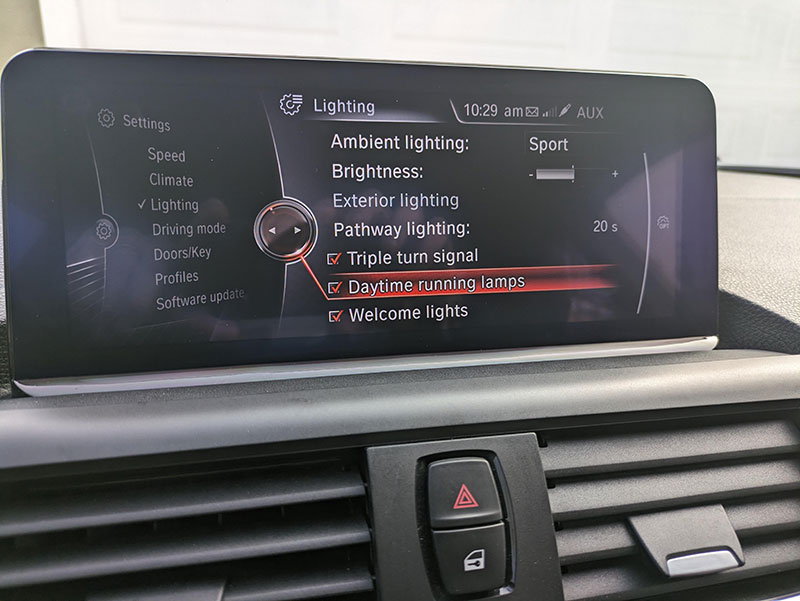 Lighting
10:29 am AUX
Settings
Speed
Climate
Lighting
Driving mode
Doors/Key
Profiles
Software update
Ambient lighting: Sport
Brightness: - +
Exterior lighting
Pathway lighting: 20 s
Triple turn signal
Daytime running lamps
Welcome lights